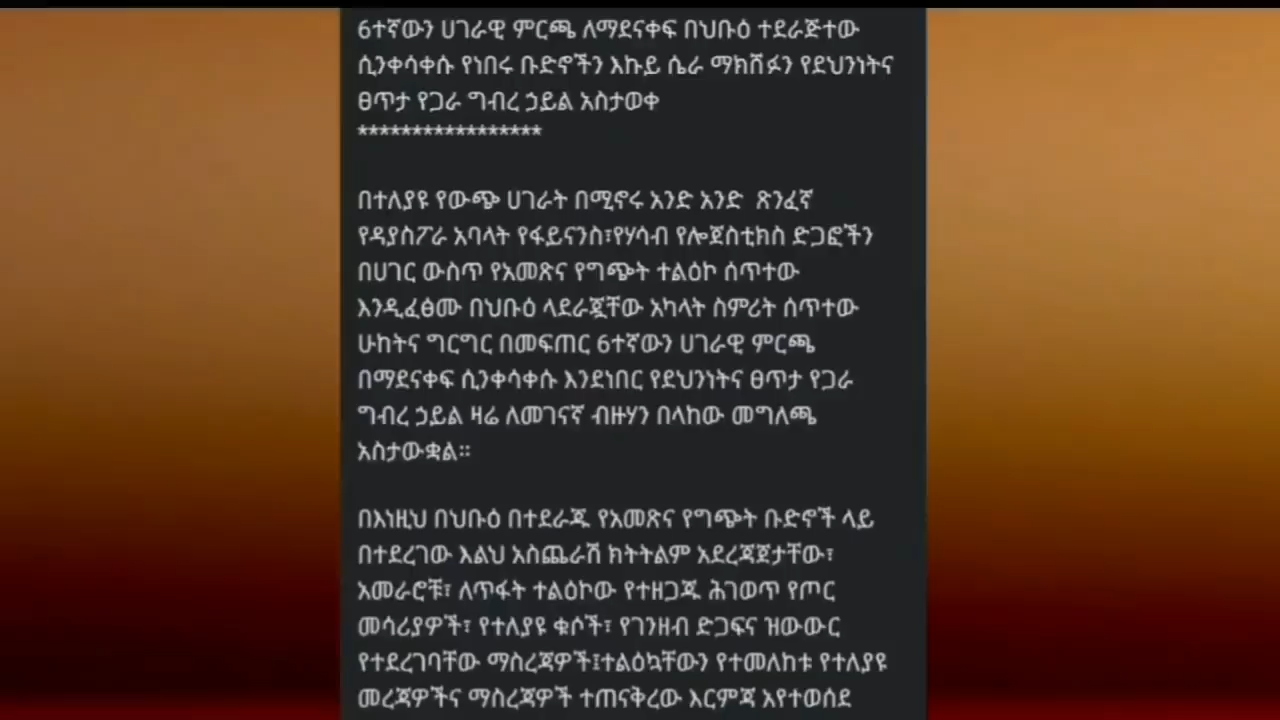 6ተኛውን ሀገራዊ ምርጫ ለማደናቀፍ በህቡዕ ተደራጅተው
ሲንቀሳቀሱ የነበሩ ቡድኖችን እኩይ ሴራ ማክሸፉን የደህንነትና
ፀጥታ የጋራ ግብረ ኃይል አስታወቀ
*****************
በተለያዩ የውጭ ሀገራት በሚኖሩ አንድ አንድ ጽንፈኛ
የዳያስፖራ አባላት የፋይናንስ፣የሃሳብ የሎጀስቲክስ ድጋፎችን
በሀገር ውስጥ የአመጽና የግጭት ተልዕኮ ሰጥተው
እንዲፈፅሙ በህቡዕ ላደራጇቸው አካላት ስምሪት ሰጥተው
ሁከትና ግርግር በመፍጠር 6ተኛውን ሀገራዊ ምርጫ
በማደናቀፍ ሲንቀሳቀሱ እንደነበር የደህንነትና ፀጥታ የጋራ
ግብረ ኃይል ዛሬ ለመገናኛ ብዙሃን በላከው መግለጫ
አስታውቋል።
በእነዚህ በህቡዕ በተደራጁ የአመጽና የግጭት ቡድኖች ላይ
በተደረገው እልህ አስጨራሽ ክትትልም አደረጃጀታቸው፣
አመራሮቹ፣ ለጥፋት ተልዕኮው የተዘጋጁ ሕገወጥ የጦር
መሳሪያዎች፣ የተለያዩ ቁሶች፣ የገንዘብ ድጋፍና ዝውውር
የተደረገባቸው ማስረጃዎች፤ተልዕኳቸውን የተመለከቱ የተለያዩ
መረጃዎችና ማስረጃዎች ተጠናቅረው እርምጃ እየተወሰደ